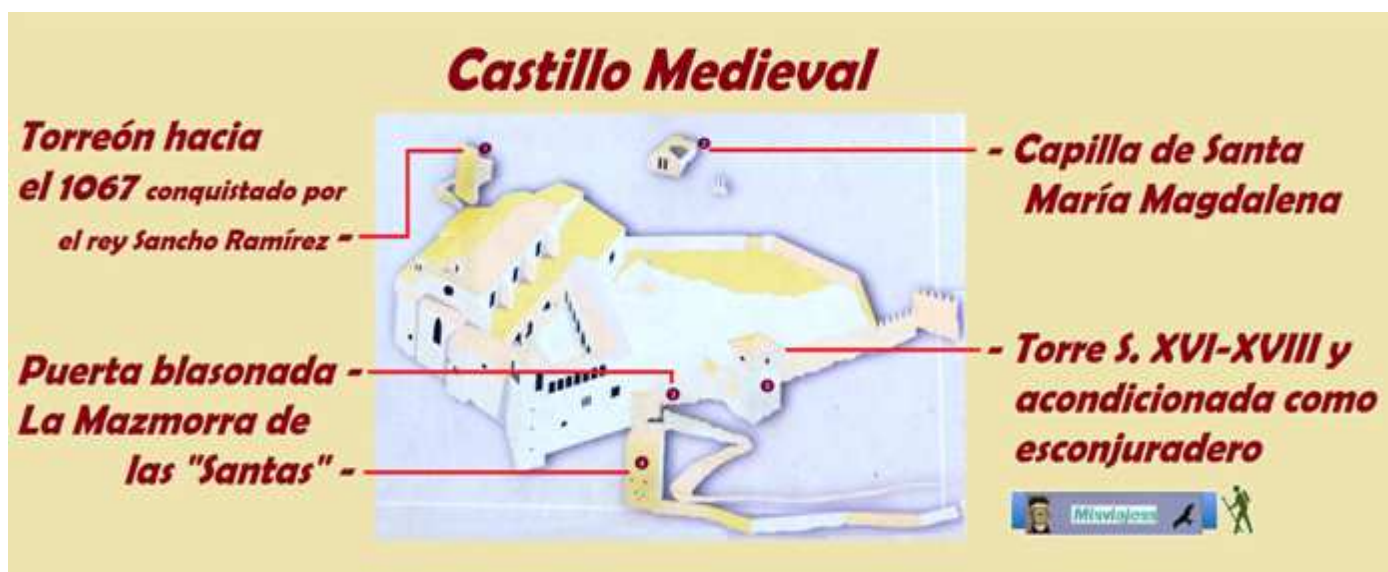 Castillo Medieval
Torreón hacia
el 1067 conquistado por
el rey Sancho Ramírez -
- Capilla de Santa
María Magdalena
Puerta blasonada -
La Mazmorra de
las "Santas" -
- Torre S. XVI-XVIII y
acondicionada como
esconjuradero
Misviajess